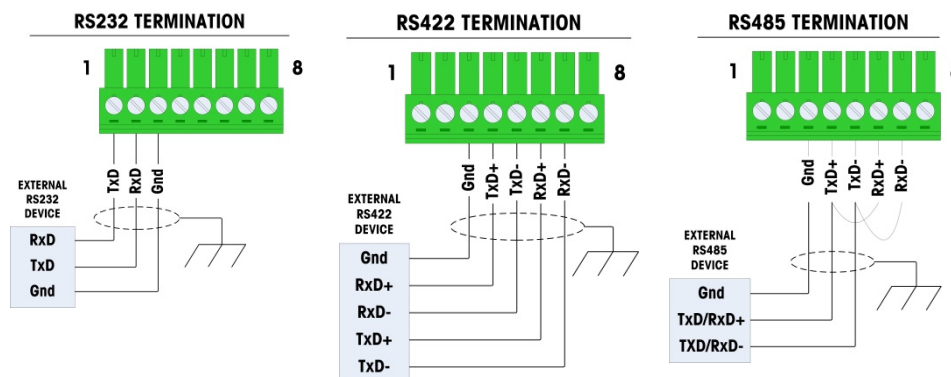 RS232 TERMINATION
1 8
TxD
RxD
Gnd
EXTERNAL
RS232
DEVICE
RxD
TxD
Gnd
RS422 TERMINATION
1 8
Gnd
TxD+
TxD-
RxD+
RxD-
EXTERNAL
RS422
DEVICE
Gnd
RxD+
RxD-
TxD+
TxD-
RS485 TERMINATION
1
Gnd
TxD+
TxD-
RxD+
RxD-
EXTERNAL
RS485
DEVICE
Gnd
TxD/RxD+
TXD/RxD-